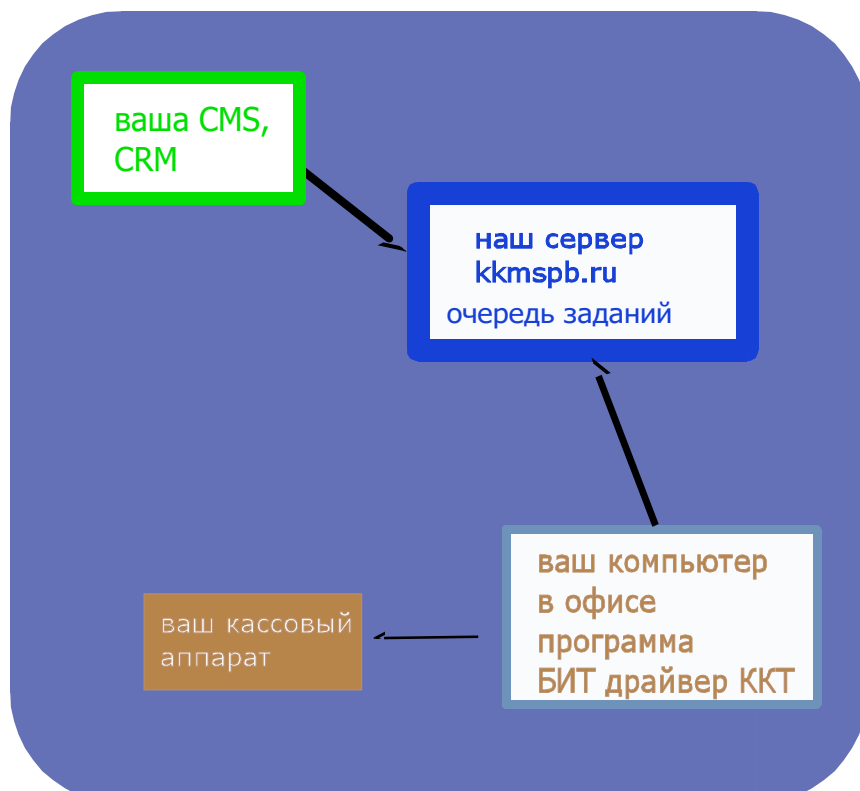 ваша CMS,
CRM
наш сервер
kkmspb.ru
очередь заданий
ваш компьютер
в офисе
программа
БИТ драйвер ККТ
ваш кассовый
аппарат